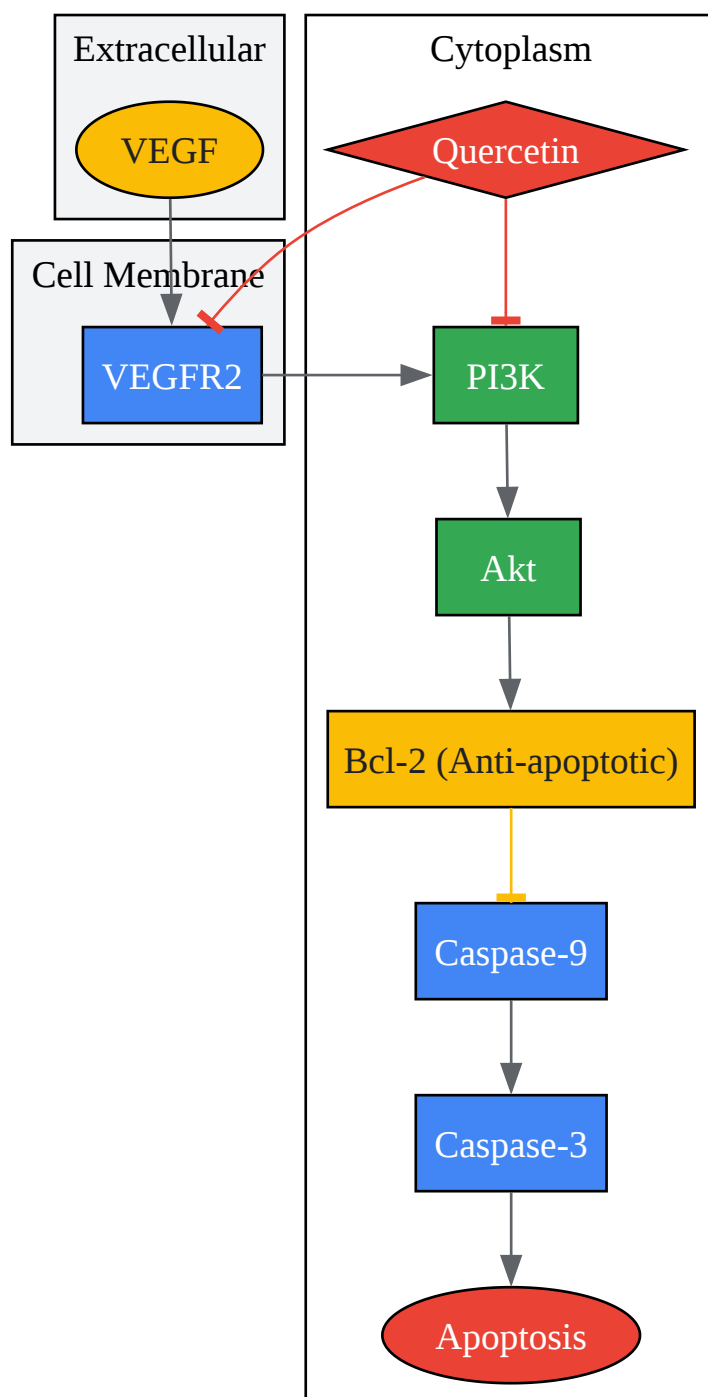 Extracellular
Cytoplasm
VEGF
Quercetin
Cell Membrane
VEGFR2
PI3K
Akt
Bcl-2 (Anti-apoptotic)
Caspase-9
Caspase-3
Apoptosis